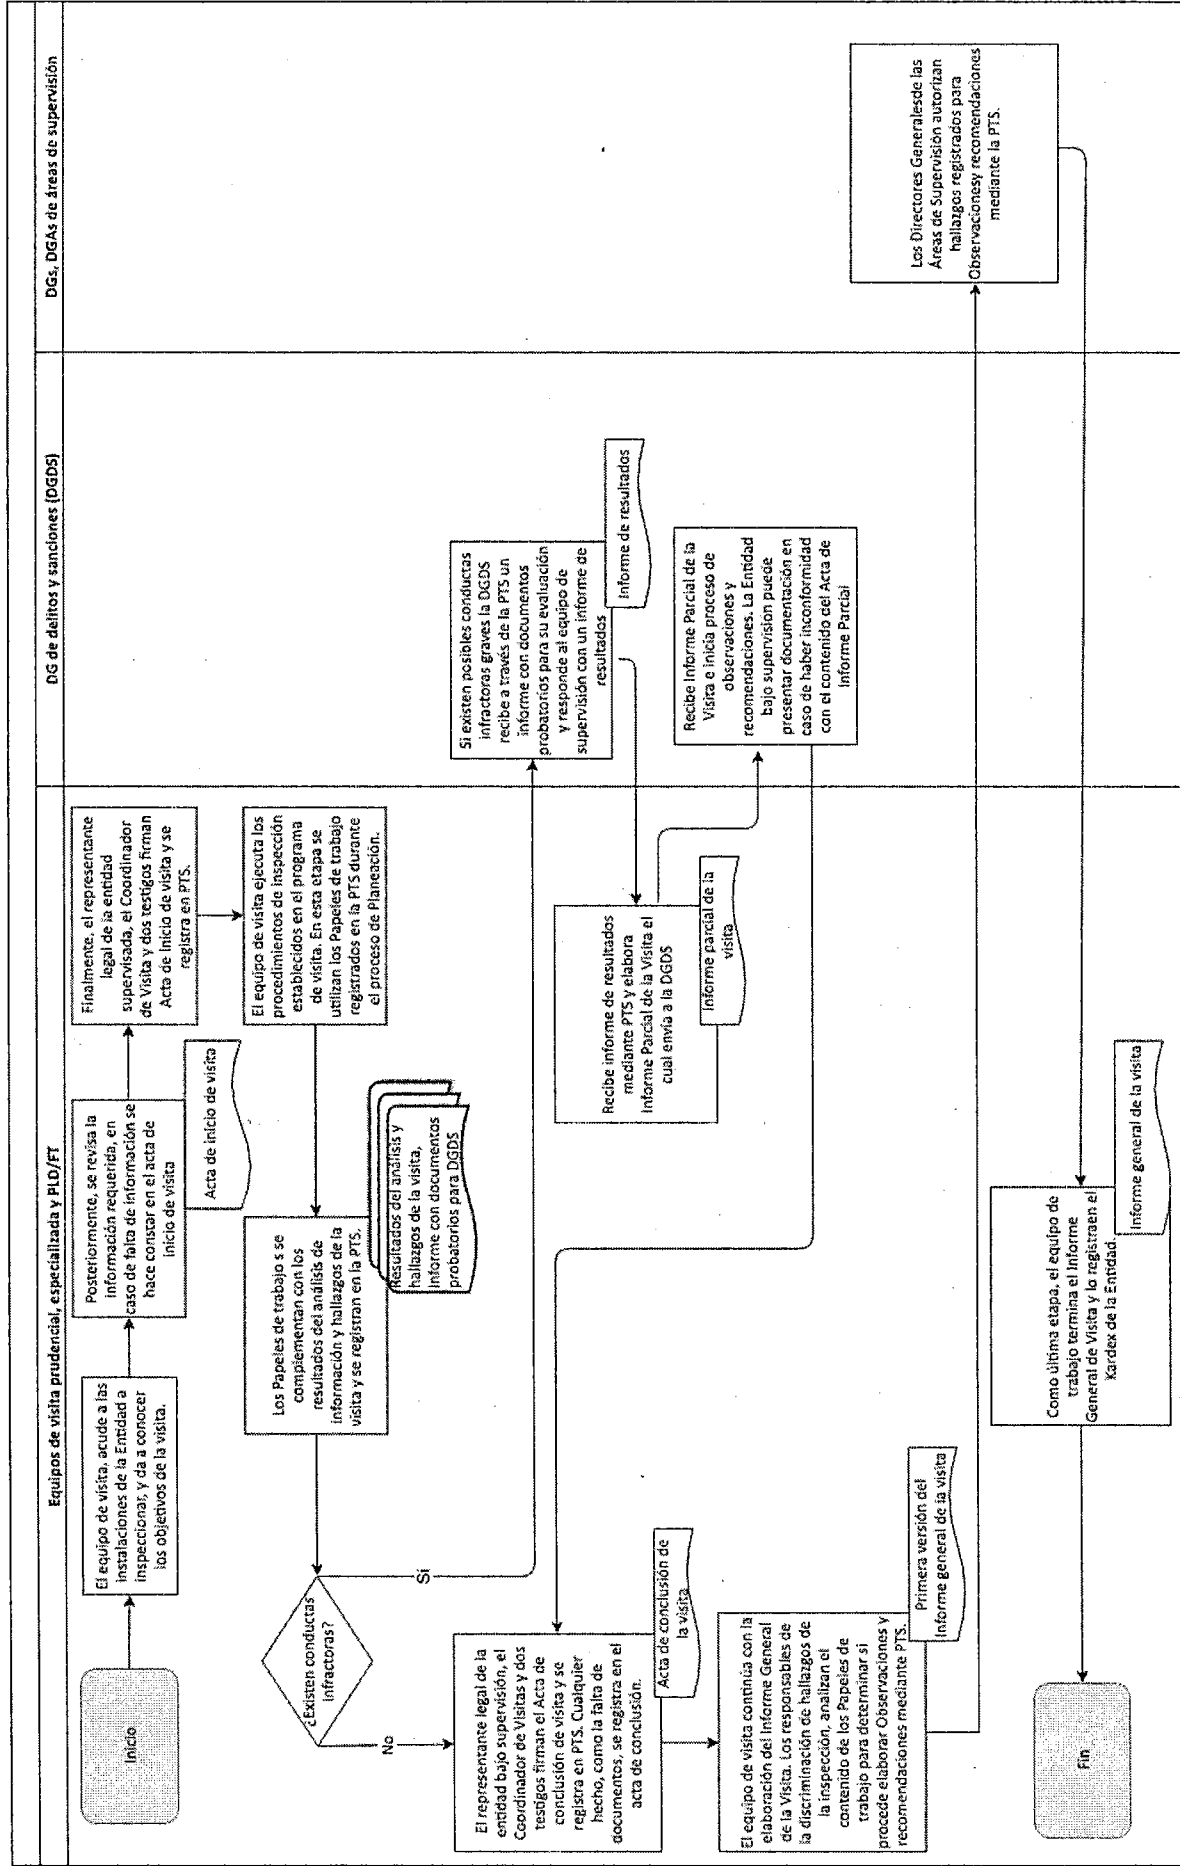 Equipos de visita prudencial, especializada y PLD/FT
DG de delitos y sanciones (DGDS)
DGs, DGAs de áreas de supervisión
Inicio
El equipo de visita, acude a las
instalaciones de la Entidad a
inspeccionar, y da a conocer
los objetivos de la visita.
Posteriormente, se revisa la
información requerida, en
caso de falta de información se
hace constar en el acta de
inicio de visita
Acta de inicio de visita
Finalmente, el representante
legal de la entidad
supervisada, el Coordinador
de Visita y dos testigos firman
Acta de Inicio de visita y se
registra en PTS.
El equipo de visita ejecuta los
procedimientos de inspección
establecidos en el programa
de visita. En esta etapa se
utilizan los Papeles de trabajo
registrados en la PTS durante
el proceso de Planeación.
Los Papeles de trabajo s se
complementan con los
resultados del análisis de
información y hallazgos de la
visita y se registran en la PTS.
Resultados del análisis y
hallazgos de la visita,
Informe con documentos
probatorios para DGDS
¿Existen conductas
infractoras?
Si
No
Si existen posibles conductas
infractoras graves la DGDS
recibe a través de la PTS un
informe con documentos
probatorios para su evaluación
y responde al equipo de
supervisión con un informe de
resultados
Informe de resultados
Recibe informe de resultados
mediante PTS y elabora
Informe Parcial de la Visita el
cual envía a la DGDS
Informe parcial de la
visita
Recibe Informe Parcial de la
Visita e inicia proceso de
observaciones y
recomendaciones. La Entidad
bajo supervisión puede
presentar documentación en
caso de haber inconformidad
con el contenido del Acta de
Informe Parcial
El representante legal de la
entidad bajo supervisión, el
Coordinador de Visitas y dos
testigos firman el Acta de
conclusión de visita y se
registra en PTS. Cualquier
hecho, como la falta de
documentos, se registra en el
acta de conclusión.
Acta de conclusión de
la visita
El equipo de visita continúa con la
elaboración del Informe General
de la Visita. Los responsables de
la discriminación de hallazgos de
la inspección, analizan el
contenido de los Papeles de
trabajo para determinar si
procede elaborar Observaciones y
recomendaciones mediante PTS.
Primera versión del
Informe general de la visita
Los Directores Generalesde las
Áreas de Supervisión autorizan
hallazgos registrados para
Observacionesy recomendaciones
mediante la PTS.
Como última etapa, el equipo de
trabajo termina el Informe
General de Visita y lo registraen el
Kardex de la Entidad.
Informe general de la visita
Fin